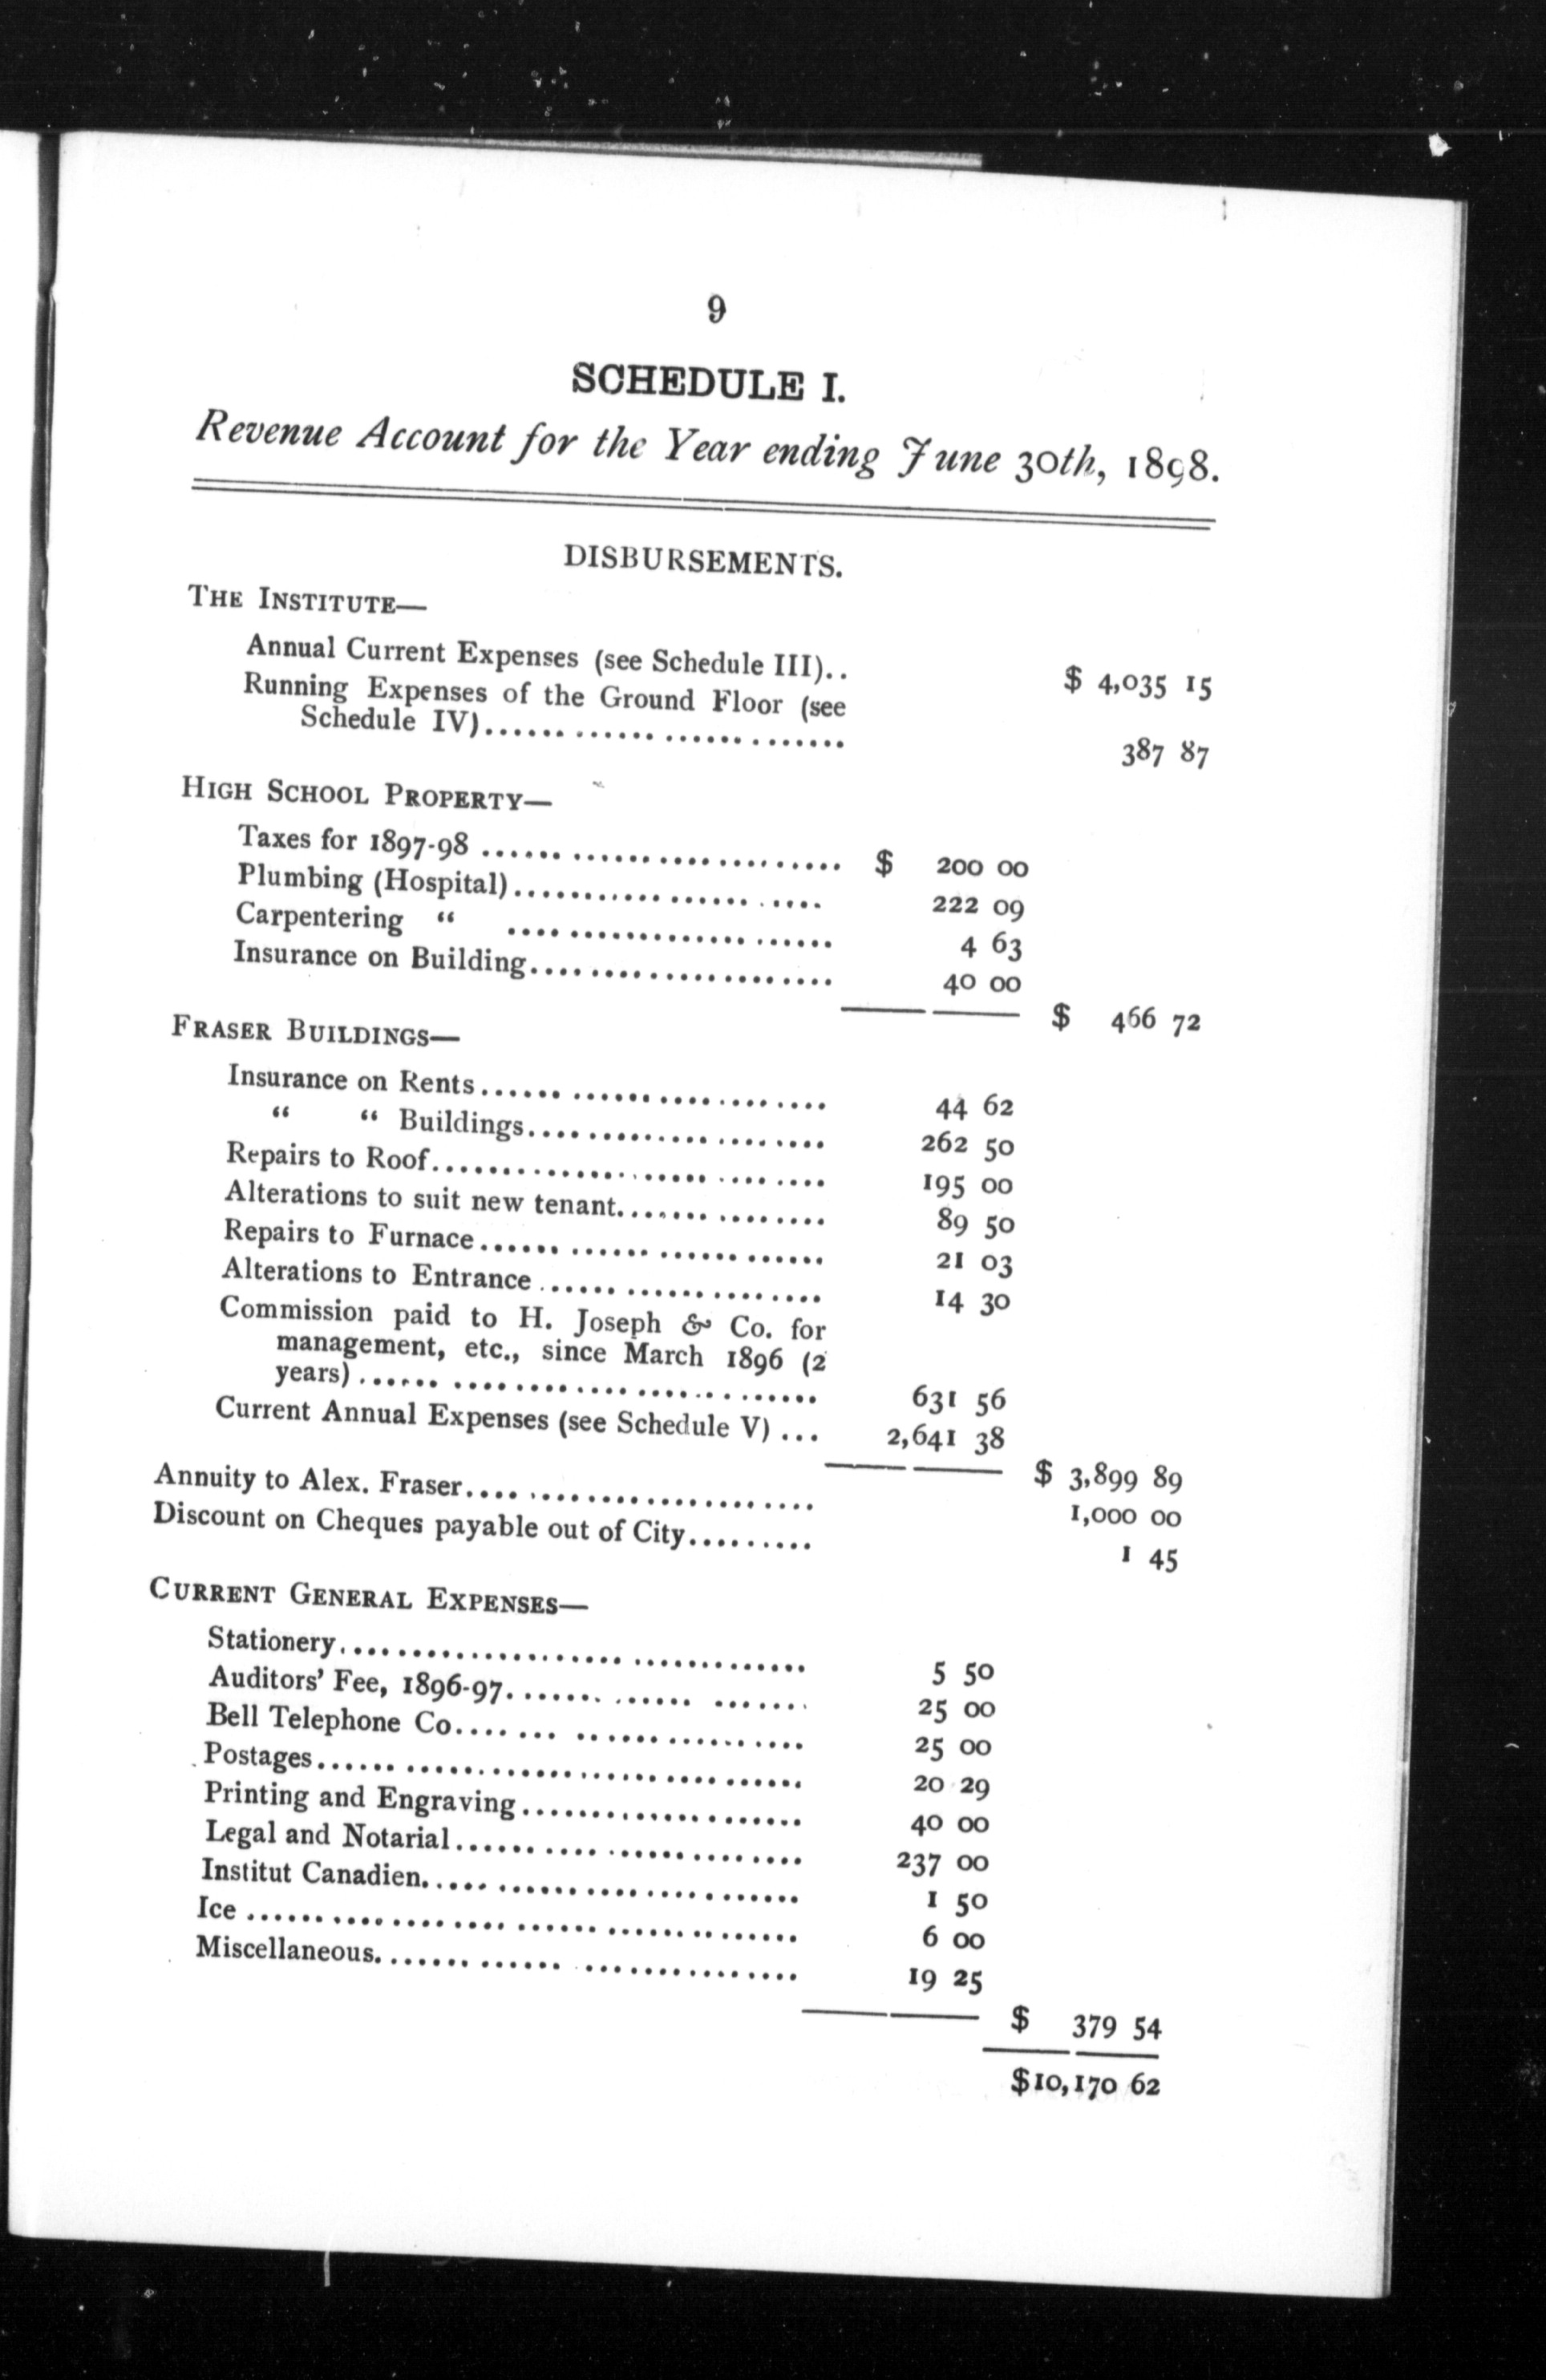 9
SCHEDULE I.
Revenue Account for the Year ending June 30th, 1898.
DISBURSEMENTS.
THE INSTITUTE—
Annual Current Expenses (see Schedule III).. $ 4,035 15
Running Expenses of the Ground Floor (see
Schedule IV)........................ 387 87
HIGH SCHOOL PROPERTY—
Taxes for 1897-98 ........................ $ 200 00
Plumbing (Hospital)........................ 222 09
Carpentering “ ........................ 4 63
Insurance on Building........................ 40 00
$ 466 72
FRASER BUILDINGS—
Insurance on Rents........................ 44 62
“ “ Buildings........................ 262 50
Repairs to Roof........................ 195 00
Alterations to suit new tenant............... 89 50
Repairs to Furnace........................ 21 03
Alterations to Entrance.................... 14 30
Commission paid to H. Joseph & Co. for
management, etc., since March 1896 (2
years)........................ 631 56
Current Annual Expenses (see Schedule V) ... 2,641 38
$ 3,899 89
Annuity to Alex. Fraser........................ 1,000 00
Discount on Cheques payable out of City......... 1 45
CURRENT GENERAL EXPENSES—
Stationery........................ 5 50
Auditors' Fee, 1896-97.................... 25 00
Bell Telephone Co........................ 25 00
Postages........................ 20 29
Printing and Engraving.................... 40 00
Legal and Notarial........................ 237 00
Institut Canadien........................ 1 50
Ice ........................ 6 00
Miscellaneous........................ 19 25
$ 379 54
$10,170 62